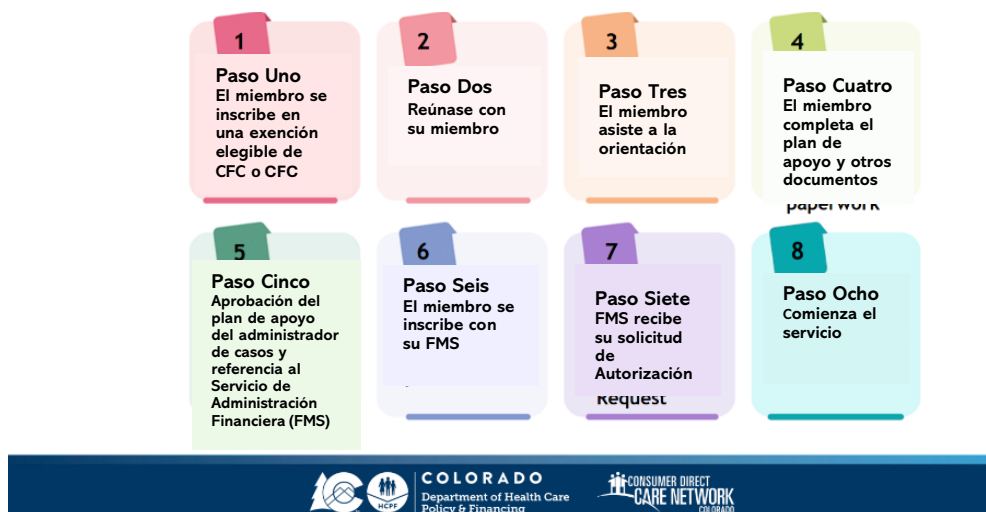 1
Paso Uno
El miembro se
inscribe en
una exención
elegible de
CFC o CFC
2
Paso Dos
Reúnase con
su miembro
3
Paso Tres
El miembro
asiste a la
orientación
4
Paso Cuatro
El miembro
completa el
plan de
apoyo y otros
documentos
paperwork
5
Paso Cinco
Aprobación del
plan de apoyo
del administrador
de casos y
referencia al
Servicio de
Administración
Financiera (FMS)
6
Paso Seis
El miembro se
inscribe con
su FMS
7
Paso Siete
FMS recibe
su solicitud
de
Autorización
Request
8
Paso Ocho
Comienza el
servicio
HCPF
COLORADO
Department of Health Care
Policy & Financing
CONSUMER DIRECT
CARE NETWORK
COLORADO